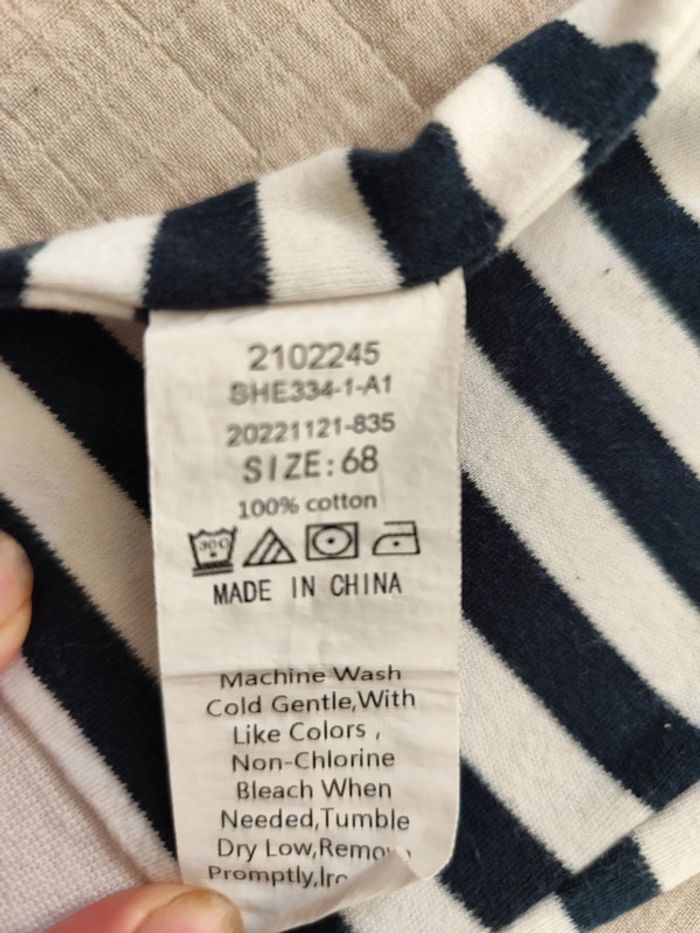 2102245
SHE334-1-A1
20221121-835
SIZE:68
100% cotton
MADE IN CHINA
Machine Wash
Cold Gentle,With
Like Colors ,
Non-Chlorine
Bleach When
Needed,Tumble
Dry Low,
Promptly,